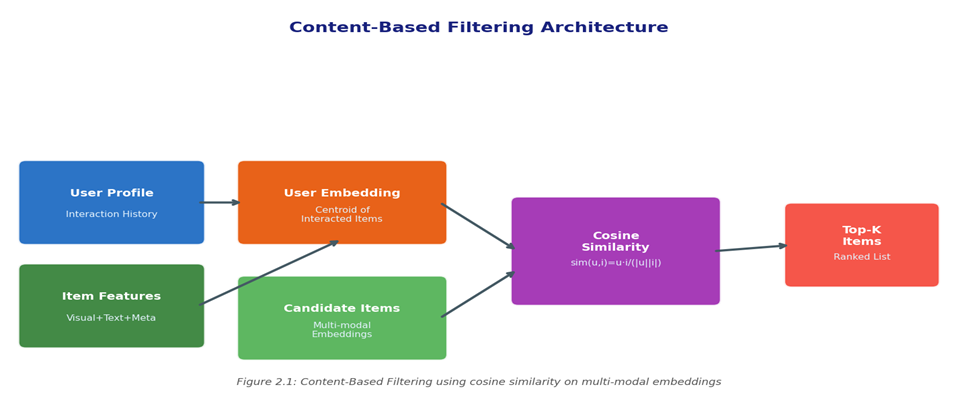 Content-Based Filtering Architecture
User Profile
Interaction History
User Embedding
Centroid of
Interacted Items
Item Features
Visual+Text+Meta
Candidate Items
Multi-modal
Embeddings
Cosine
Similarity
sim(u,i)=u·i/(|u||i|)
Top-K
Items
Ranked List
Figure 2.1: Content-Based Filtering using cosine similarity on multi-modal embeddings